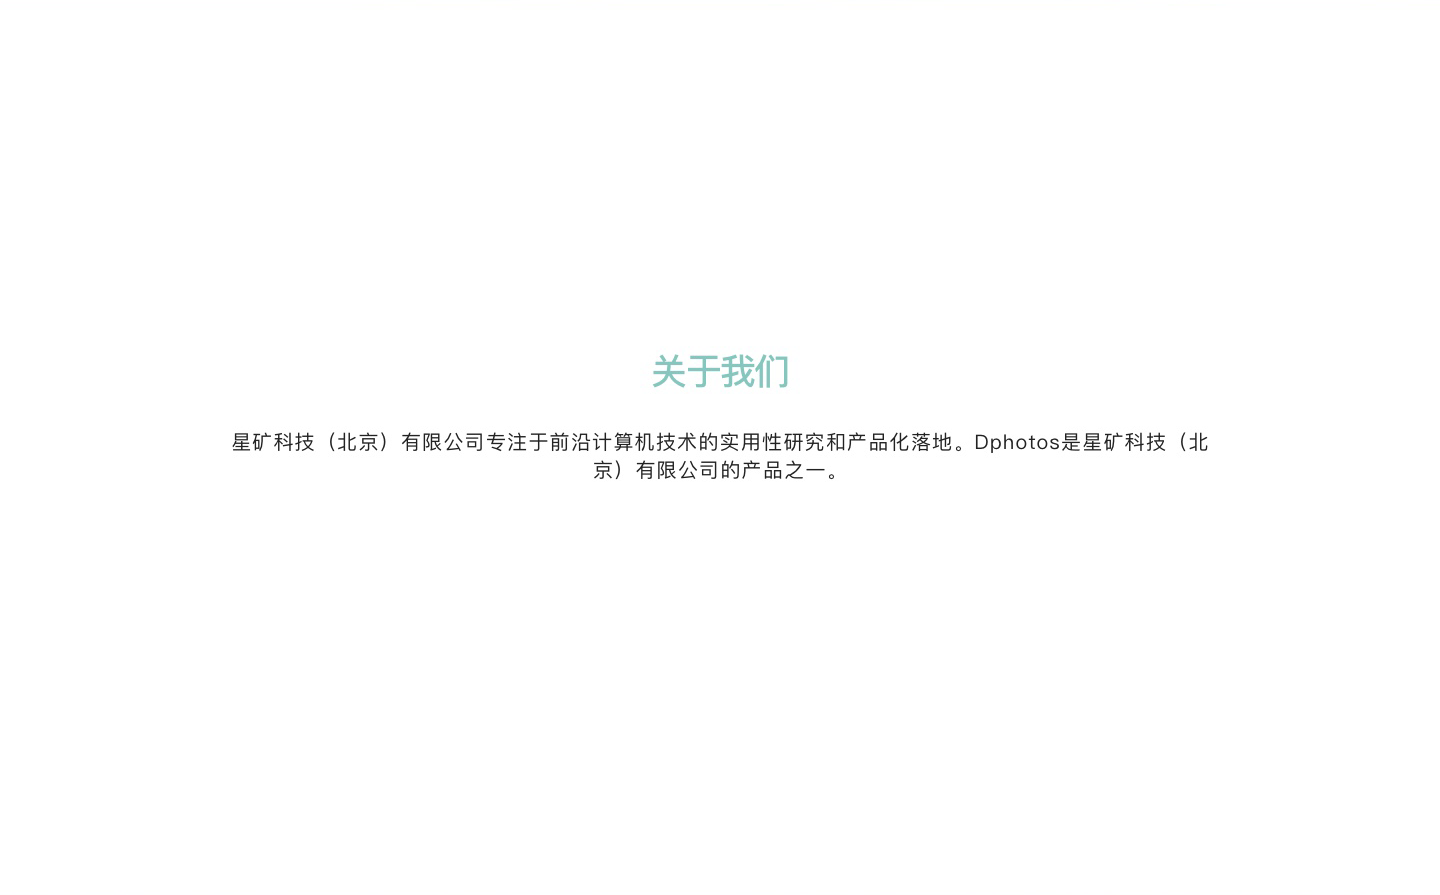 关于我们
星矿科技（北京）有限公司专注于前沿计算机技术的实用性研究和产品化落地。Dphotos是星矿科技（北
京）有限公司的产品之一。